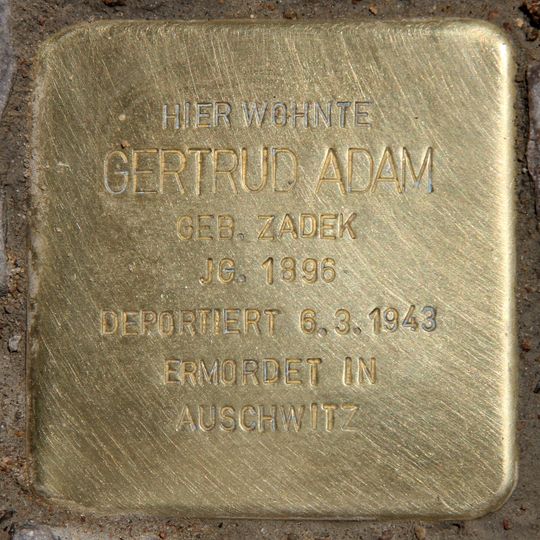 HIER WOHNTE
GERTRUD ADAM
GEB. ZADEK
JG. 1896
DEPORTIERT 6.3.1943
ERMORDET IN
AUSCHWITZ